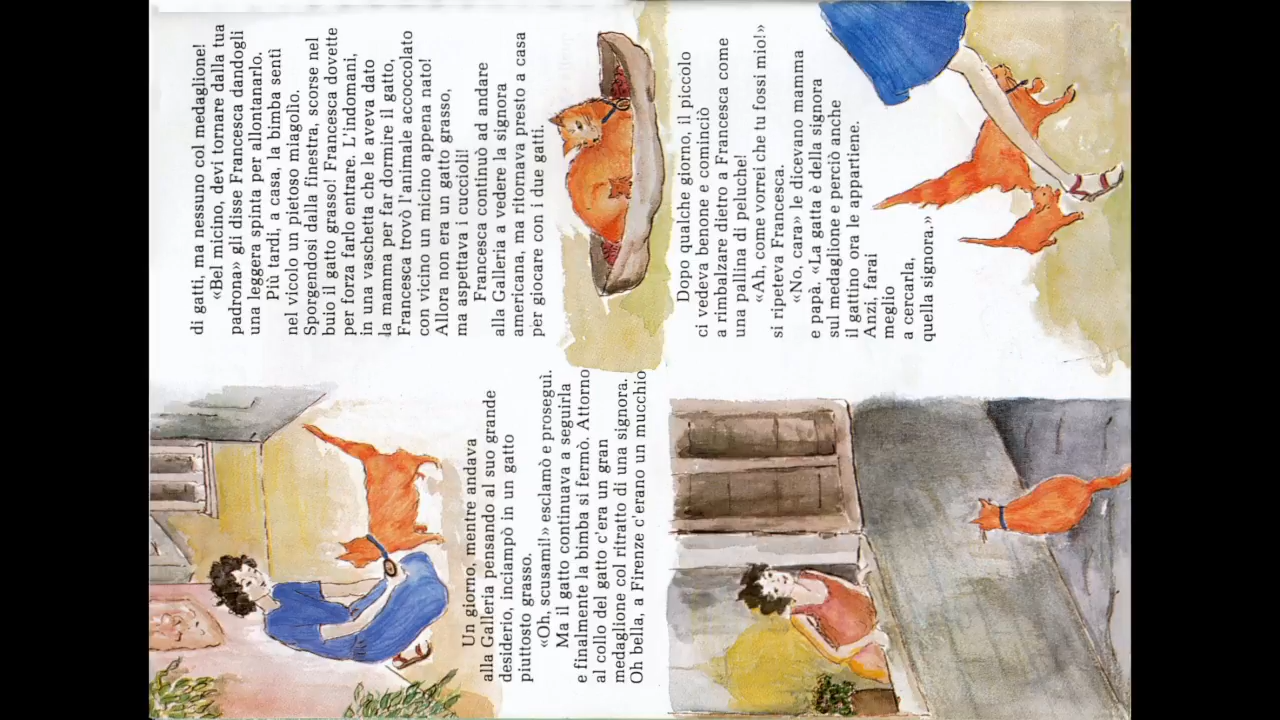 Un giorno, mentre andava
alla Galleria pensando al suo grande
desiderio, inciampò in un gatto
piuttosto grasso.
«Oh, scusami!» esclamò e proseguì.
Ma il gatto continuava a seguirla
e finalmente la bimba si fermò. Attorno
al collo del gatto c'era un gran
medaglione col ritratto di una signora.
Oh bella, a Firenze c'erano un mucchio
di gatti, ma nessuno col medaglione!
«Bel micino, devi tornare dalla tua
padrona» gli disse Francesca dandogli
una leggera spinta per allontanarlo.
Più tardi, a casa, la bimba sentì
nel vicolo un pietoso miagolìo.
Sporgendosi dalla finestra, scorse nel
buio il gatto grasso! Francesca dovette
per forza farlo entrare. L'indomani,
in una vaschetta che le aveva dato
la mamma per far dormire il gatto,
Francesca trovò l'animale accoccolato
con vicino un micino appena nato!
Allora non era un gatto grasso,
ma aspettava i cuccioli!
Francesca continuò ad andare
alla Galleria a vedere la signora
americana, ma ritornava presto a casa
per giocare con i due gatti.
Dopo qualche giorno, il piccolo
ci vedeva benone e cominciò
a rimbalzare dietro a Francesca come
una pallina di peluche!
«Ah, come vorrei che tu fossi mio!»
si ripeteva Francesca.
«No, cara» le dicevano mamma
e papà. «La gatta è della signora
sul medaglione e perciò anche
il gattino ora le appartiene.
Anzi, farai
meglio
a cercarla,
quella signora.»